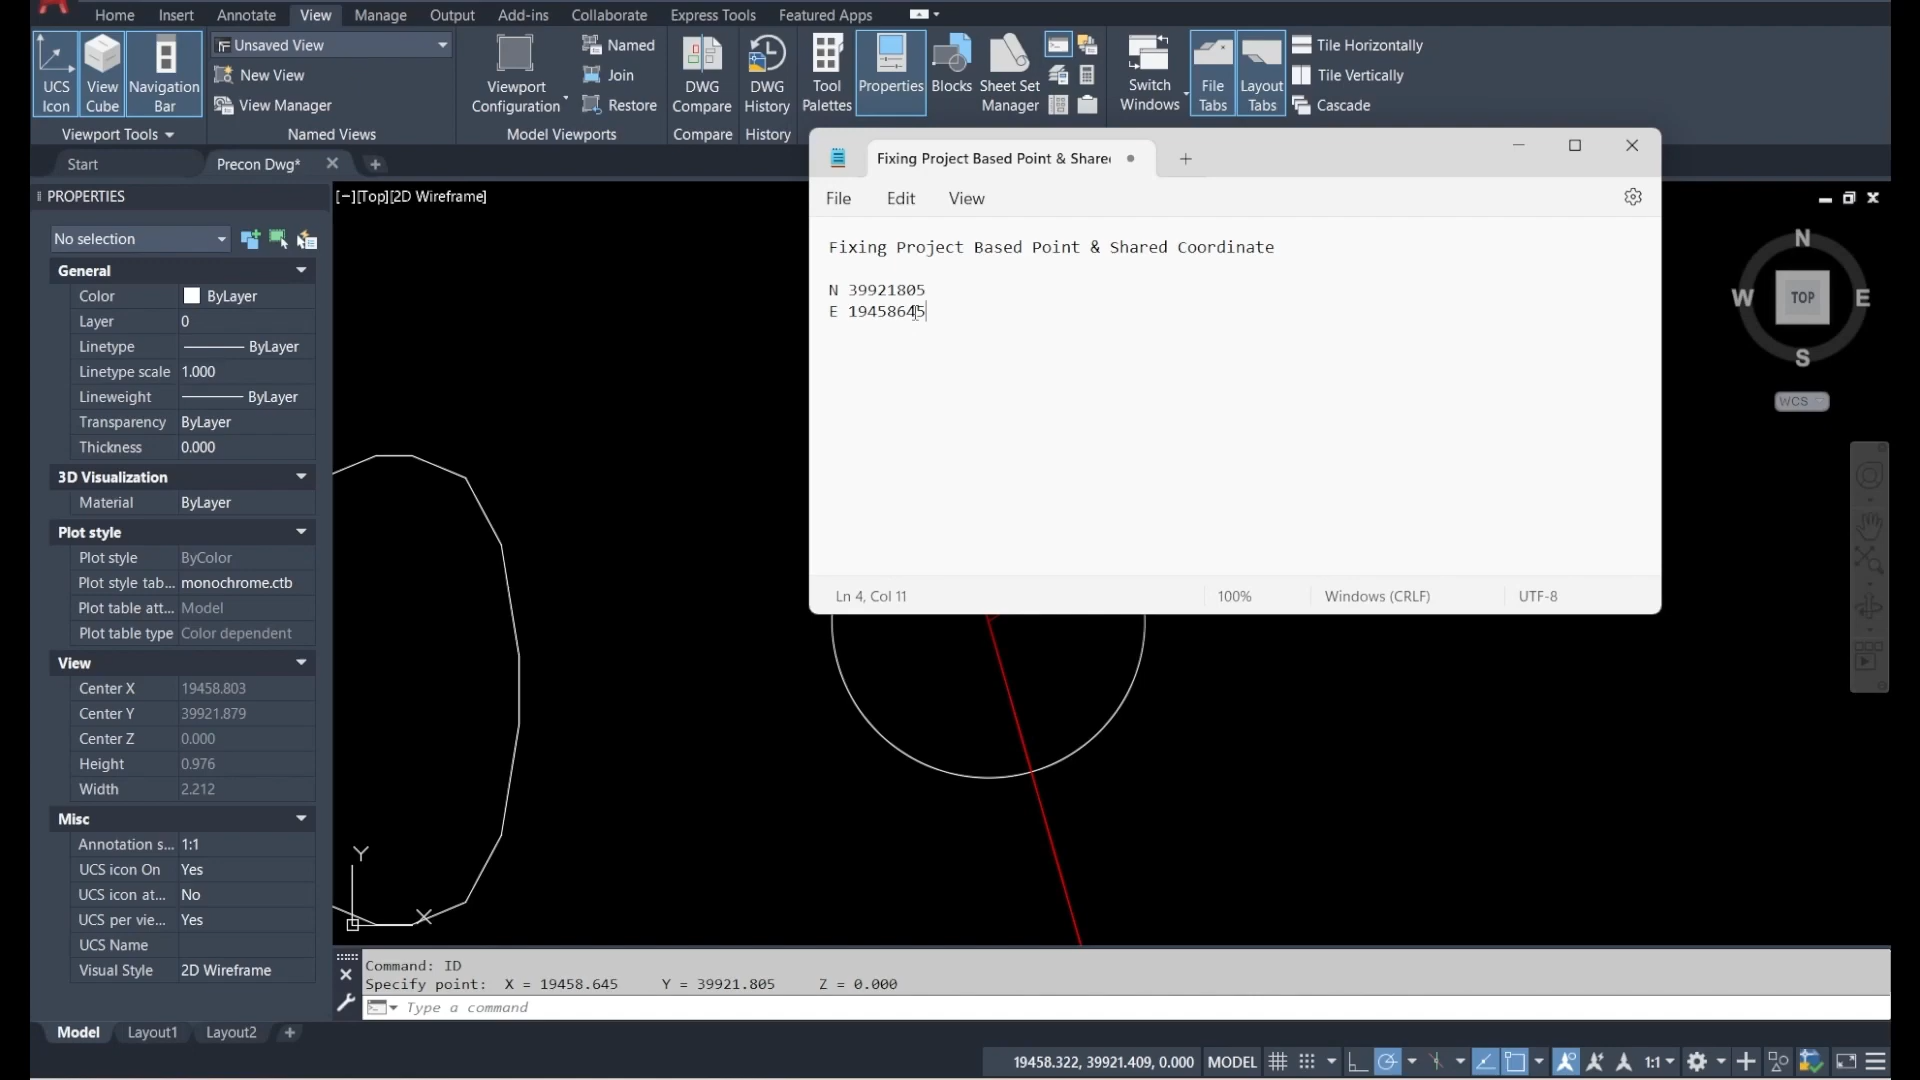 Home Insert Annotate View Manage Output Add-ins Collaborate Express Tools Featured Apps
UCS Icon
View Cube
Navigation Bar
Viewport Tools
Unsaved View
New View
View Manager
Named Views
Viewport Configuration
Named
Join
Restore
Model Viewports
DWG Compare
Compare
DWG History
History
Tool Palettes
Properties
Blocks
Sheet Set Manager
Switch Windows
File Tabs
Layout Tabs
Tile Horizontally
Tile Vertically
Cascade
Start
Precon Dwg*
PROPERTIES
No selection
General
Color ByLayer
Layer 0
Linetype ByLayer
Linetype scale 1.000
Lineweight ByLayer
Transparency ByLayer
Thickness 0.000
3D Visualization
Material ByLayer
Plot style
Plot style ByColor
Plot style tab... monochrome.ctb
Plot table att... Model
Plot table type Color dependent
View
Center X 19458.803
Center Y 39921.879
Center Z 0.000
Height 0.976
Width 2.212
Misc
Annotation s... 1:1
UCS icon On Yes
UCS icon at... No
UCS per vie... Yes
UCS Name
Visual Style 2D Wireframe
[−][Top][2D Wireframe]
Fixing Project Based Point & Share
File Edit View
Fixing Project Based Point & Shared Coordinate
N 39921805
E 19458645
Ln 4, Col 11
100%
Windows (CRLF)
UTF-8
N
W TOP E
S
WCS
Y
X
Command: ID
Specify point: X = 19458.645 Y = 39921.805 Z = 0.000
Type a command
Model Layout1 Layout2
19458.322, 39921.409, 0.000 MODEL 1:1